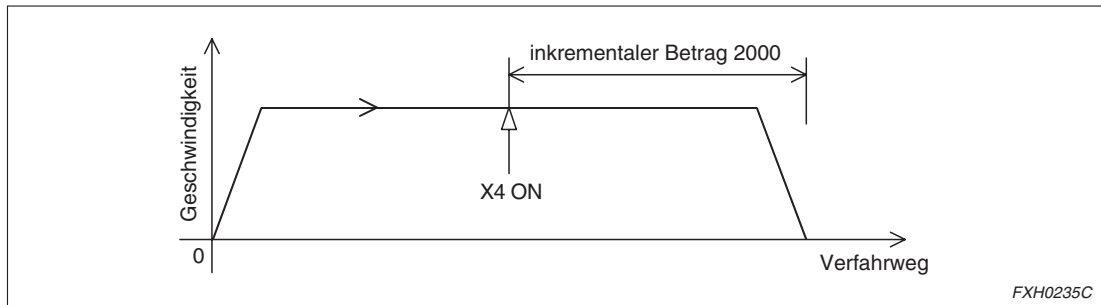 inkrementaler Betrag 2000
Geschwindigkeit
X4 ON
0
Verfahrweg
FXH0235C